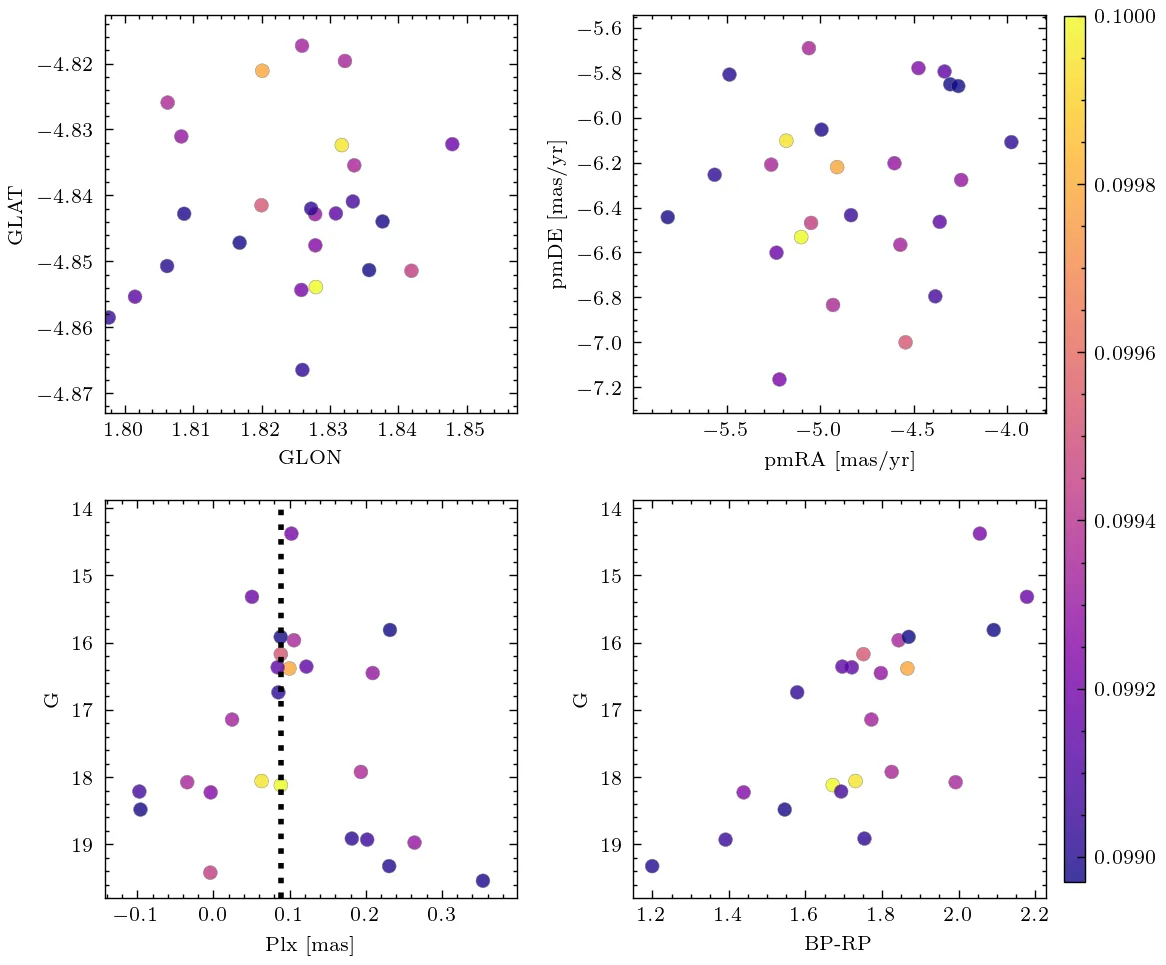 −4.82
−4.83
−4.84
−4.85
−4.86
−4.87
GLAT
1.80 1.81 1.82 1.83 1.84 1.85
GLON
−5.6
−5.8
−6.0
−6.2
−6.4
−6.6
−6.8
−7.0
−7.2
pmDE [mas/yr]
−5.5 −5.0 −4.5 −4.0
pmRA [mas/yr]
0.1000
0.0998
0.0996
0.0994
0.0992
0.0990
14
15
16
17
18
19
G
−0.1 0.0 0.1 0.2 0.3
Plx [mas]
14
15
16
17
18
19
G
1.2 1.4 1.6 1.8 2.0 2.2
BP-RP